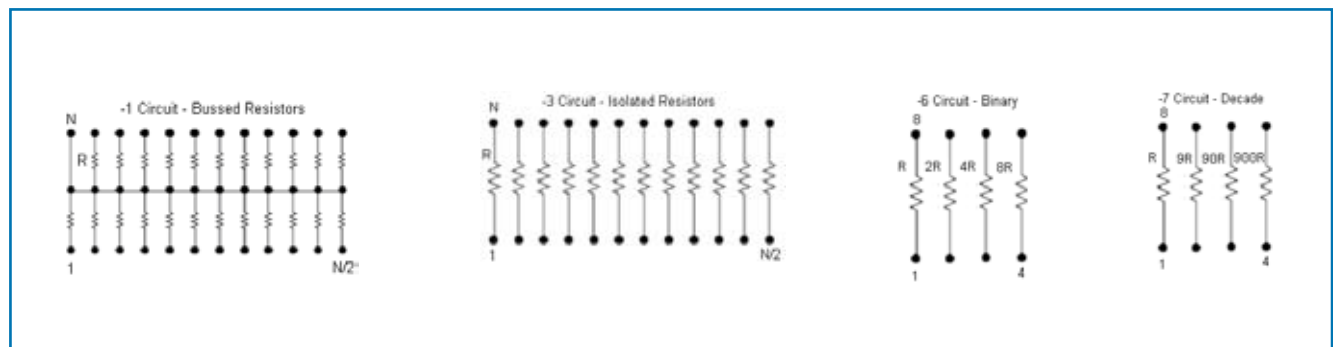 -1 Circuit - Bussed Resistors
N
R
1
N/2
-3 Circuit - Isolated Resistors
N
R
1
N/2
-6 Circuit - Binary
8
R 2R 4R 8R
1 4
-7 Circuit - Decade
8
R 9R 90R 900R
1 4